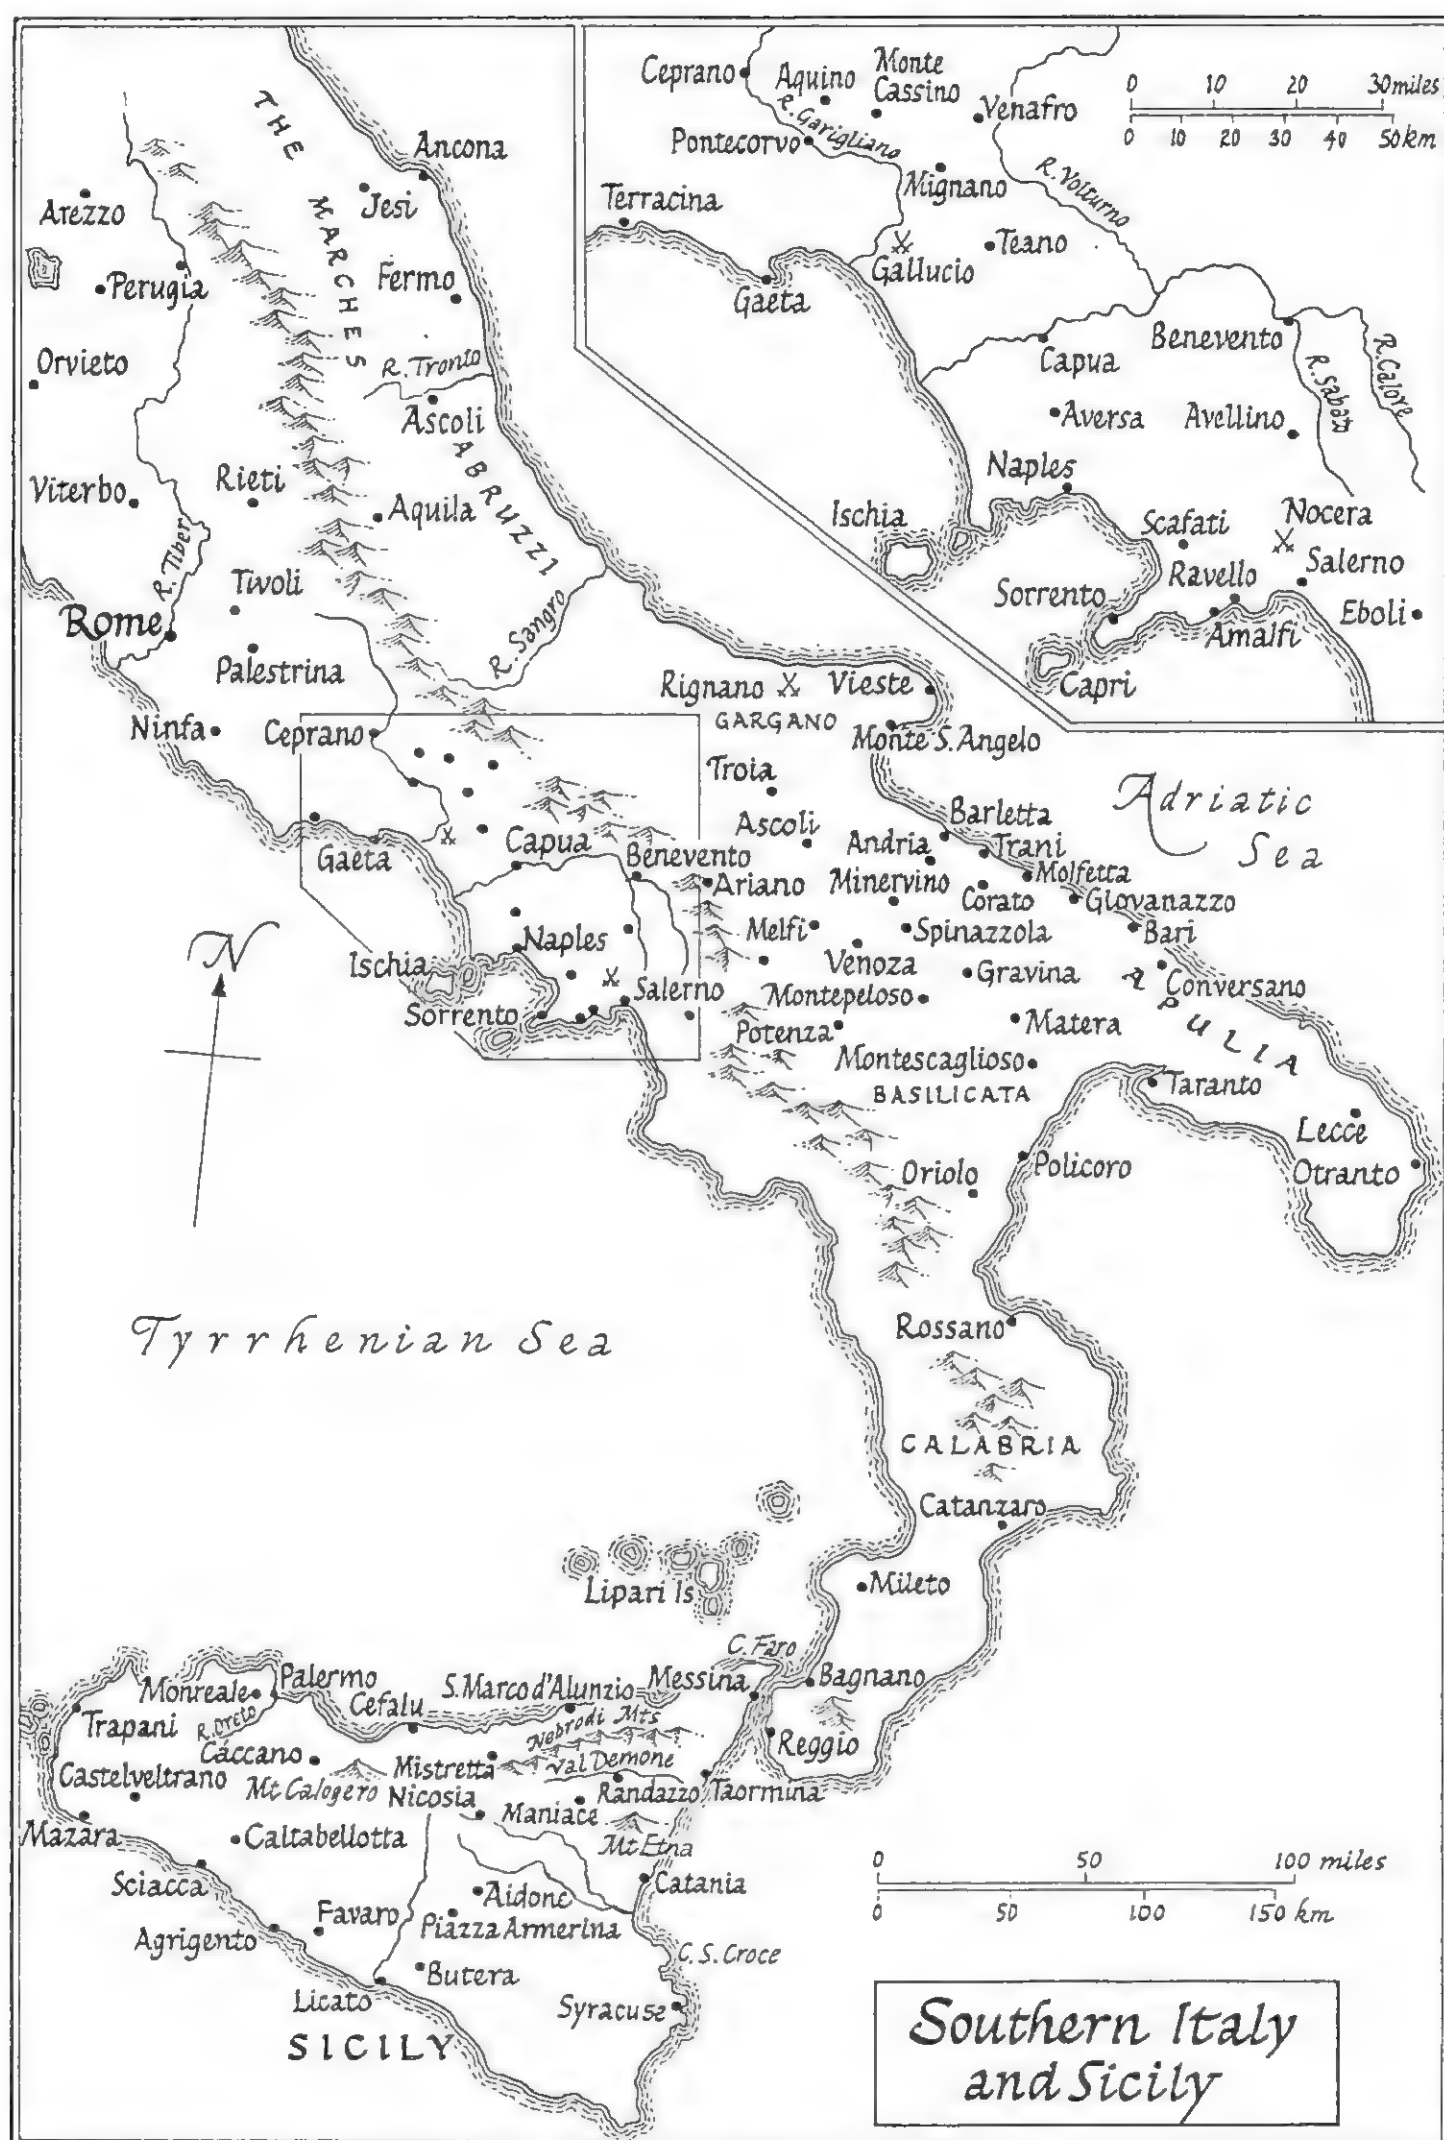 THE MARCHES
Ancona
Jesi
Arezzo
Perugia
Fermo
Orvieto
R. Tronto
Ascoli
ABRUZZI
Viterbo
Rieti
Aquila
R. Tiber
Tivoli
Rome
R. Sangro
Palestrina
Ninfa
Ceprano
Rignano
Vieste
GARGANO
Monte S. Angelo
Troia
Adriatic
Sea
Barletta
Ascoli
Andria
Trani
Gaeta
Capua
Benevento
Molfetta
Ariano
Minervino
Corato
Giovanazzo
Melfi
Spinazzola
Bari
Naples
Venoza
Gravina
Ischia
Conversano
APULIA
Salerno
Montepeloso
Sorrento
Potenza
Matera
Montescaglioso
BASILICATA
Taranto
Lecce
Otranto
Oriolo
Policoro
N
Tyrrhenian Sea
Rossano
CALABRIA
Catanzaro
Lipari Is
Mileto
C. Faro
Messina
Bagnano
Reggio
Palermo
Monreale
S. Marco d'Alunzio
Cefalu
Trapani
R. Oreto
Nebrodi Mts
Cáccano
Mistretta
Val Demone
Castelveltrano
Mt Calogero
Nicosia
Randazzo
Taormina
Maniace
Mazara
Caltabellotta
Mt Etna
Sciacca
Catania
Aidone
Favaro
Piazza Armerina
Agrigento
C. S. Croce
Butera
Licato
Syracuse
SICILY
0 50 100 miles
0 50 100 150 km
Southern Italy
and Sicily
Ceprano
Aquino
Monte
Cassino
Venafro
0 10 20 30 miles
0 10 20 30 40 50 km
R. Garigliano
Pontecorvo
Mignano
R. Volturno
Terracina
Teano
Gallucio
Gaeta
Benevento
Capua
R. Sabato
R. Calore
Aversa
Avellino
Naples
Ischia
Scafati
Nocera
Ravello
Salerno
Sorrento
Amalfi
Eboli
Capri